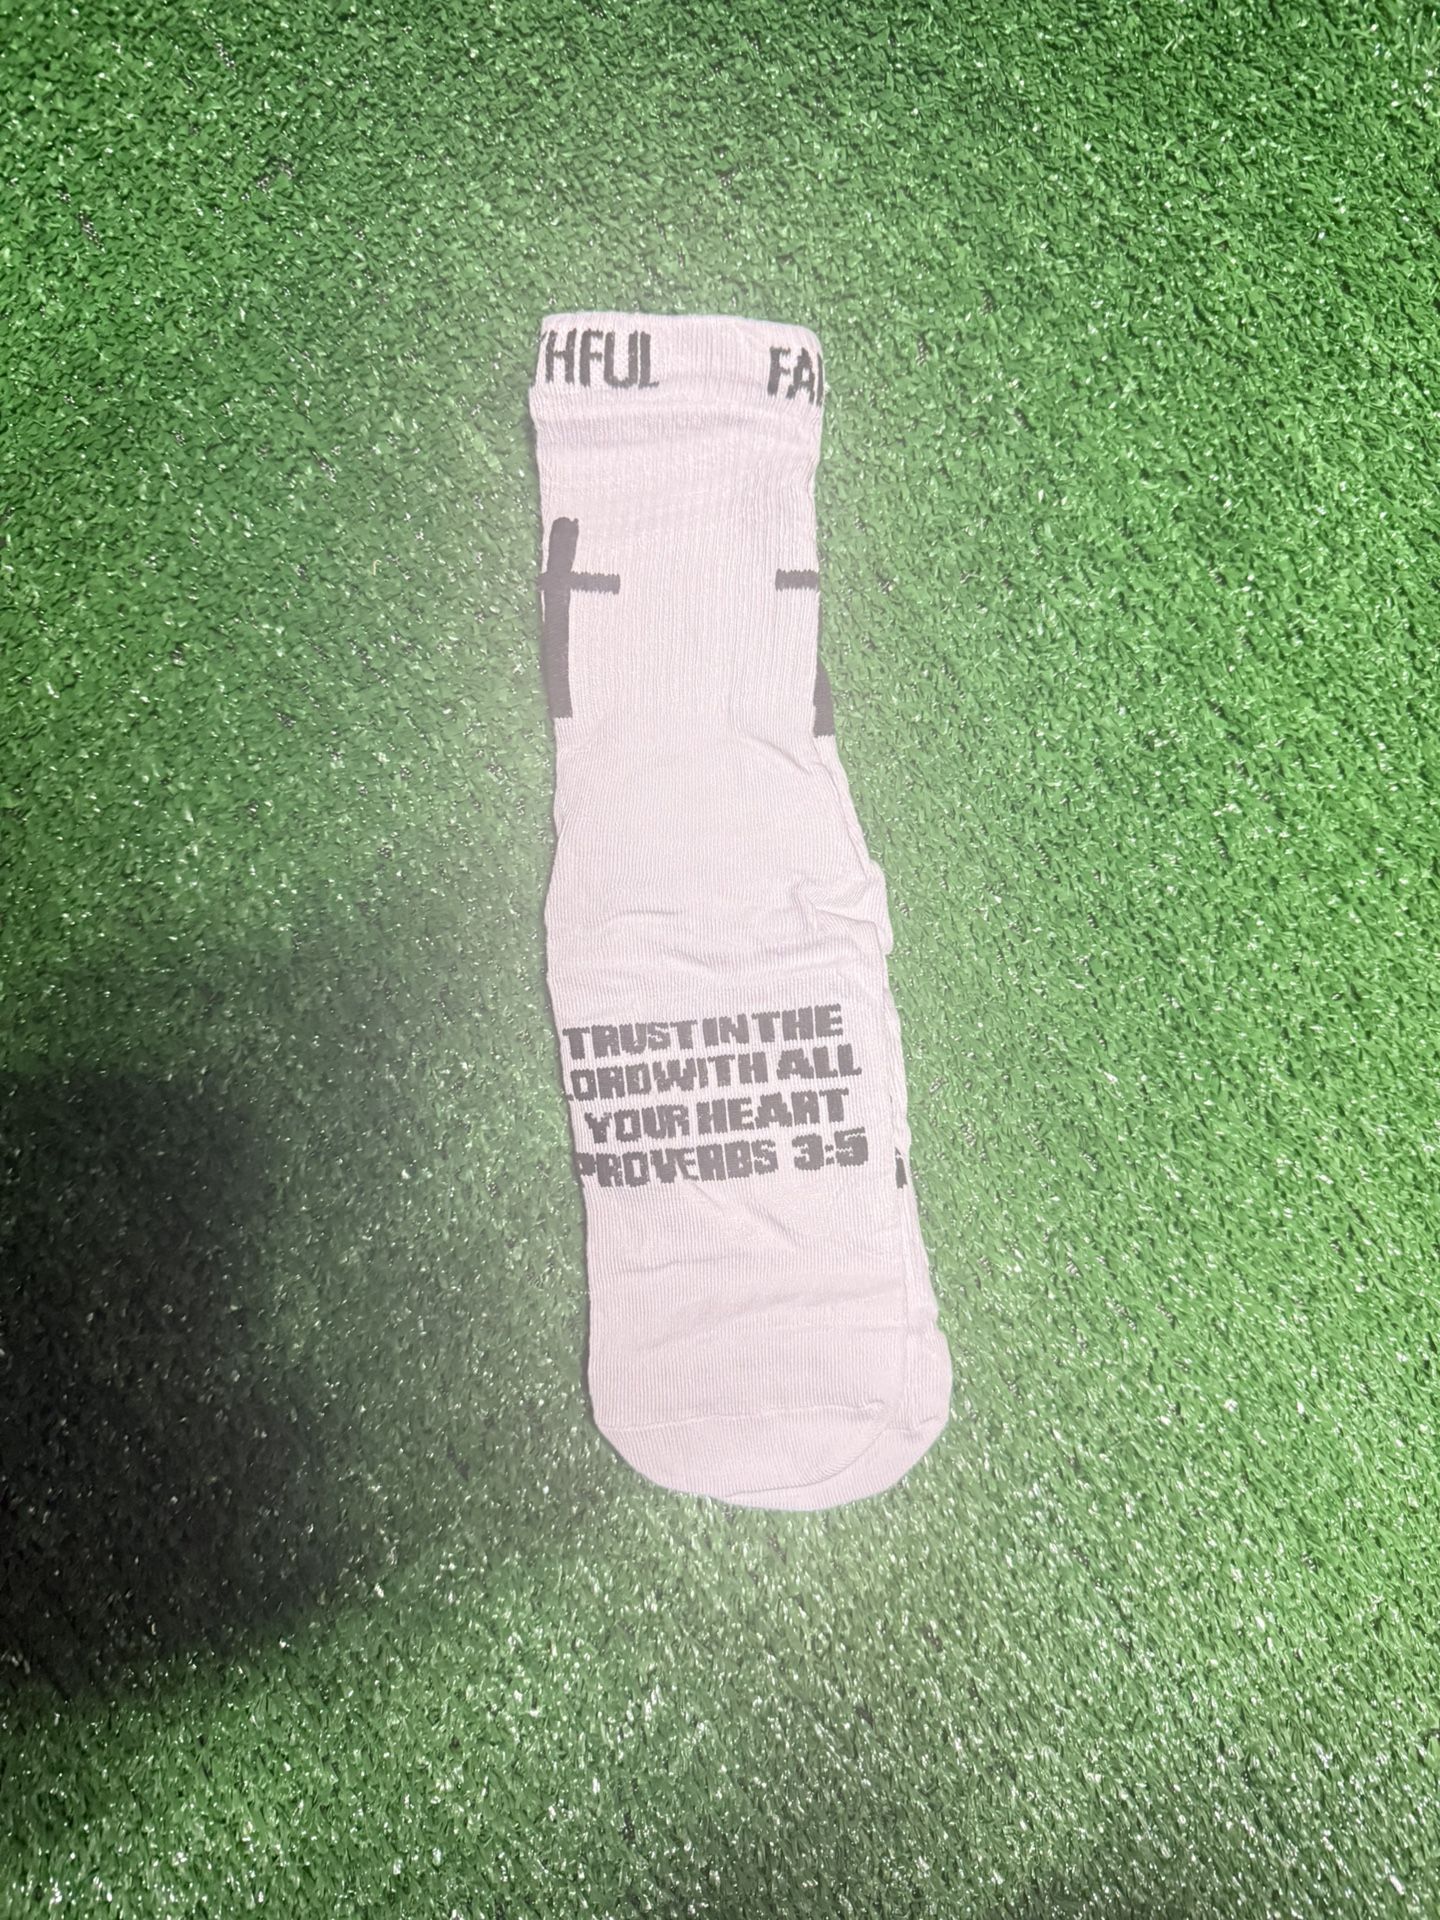 THFUL FAI
TRUST IN THE
LORD WITH ALL
YOUR HEART
PROVERBS 3:5